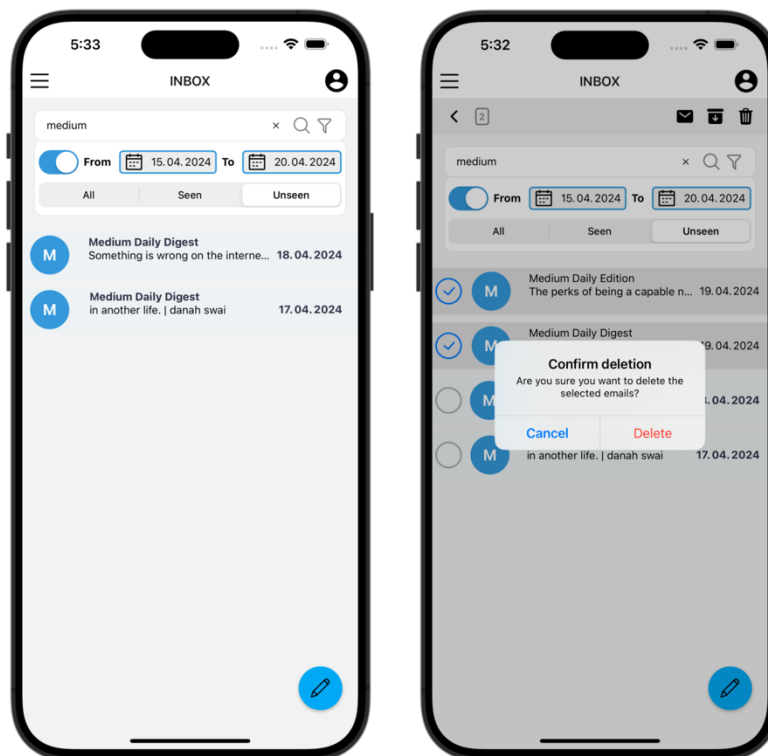 5:33
INBOX
medium
From 15.04.2024 To 20.04.2024
All Seen Unseen
M
Medium Daily Digest
Something is wrong on the interne... 18.04.2024
M
Medium Daily Digest
in another life. | danah swai 17.04.2024
5:32
INBOX
2
medium
From 15.04.2024 To 20.04.2024
All Seen Unseen
M
Medium Daily Edition
The perks of being a capable n... 19.04.2024
M
Medium Daily Digest
9.04.2024
Confirm deletion
Are you sure you want to delete the
selected emails?
M
.04.2024
Cancel Delete
M
in another life. | danah swai 17.04.2024